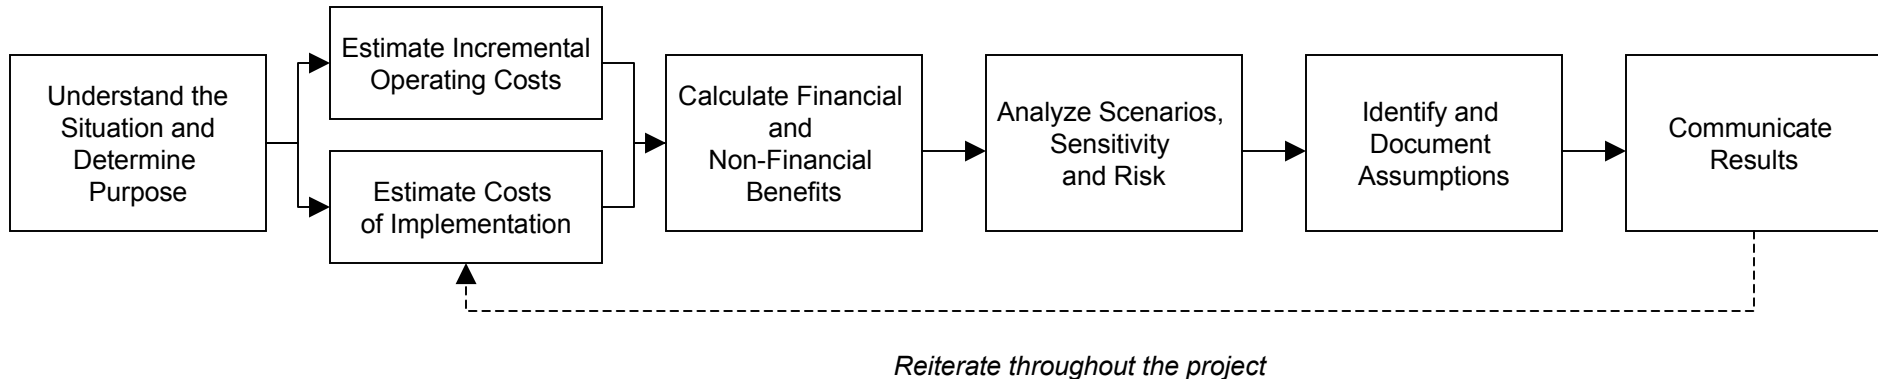 Understand the
Situation and
Determine
Purpose
Estimate Incremental
Operating Costs
Estimate Costs
of Implementation
Calculate Financial
and
Non-Financial
Benefits
Analyze Scenarios,
Sensitivity
and Risk
Identify and
Document
Assumptions
Communicate
Results
Reiterate throughout the project